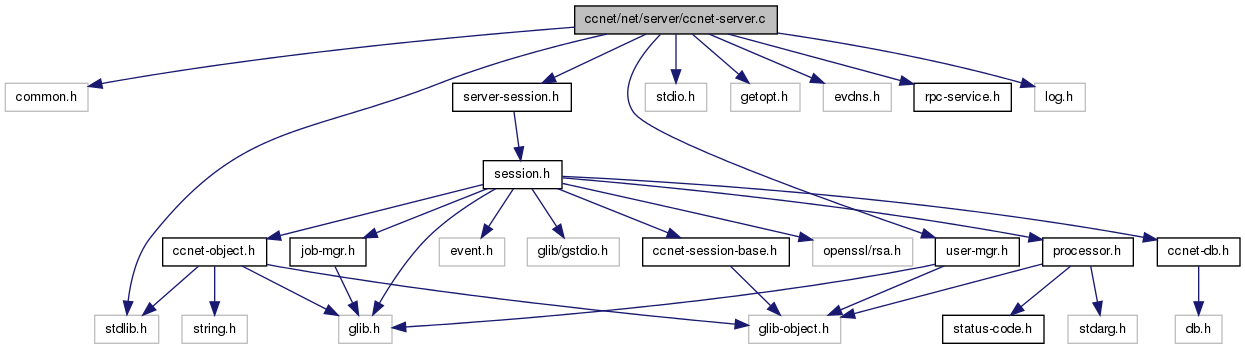 ccnet/net/server/ccnet-server.c
common.h
server-session.h
stdio.h
getopt.h
evdns.h
rpc-service.h
log.h
session.h
ccnet-object.h
job-mgr.h
event.h
glib/gstdio.h
ccnet-session-base.h
openssl/rsa.h
user-mgr.h
processor.h
ccnet-db.h
stdlib.h
string.h
glib.h
glib-object.h
status-code.h
stdarg.h
db.h